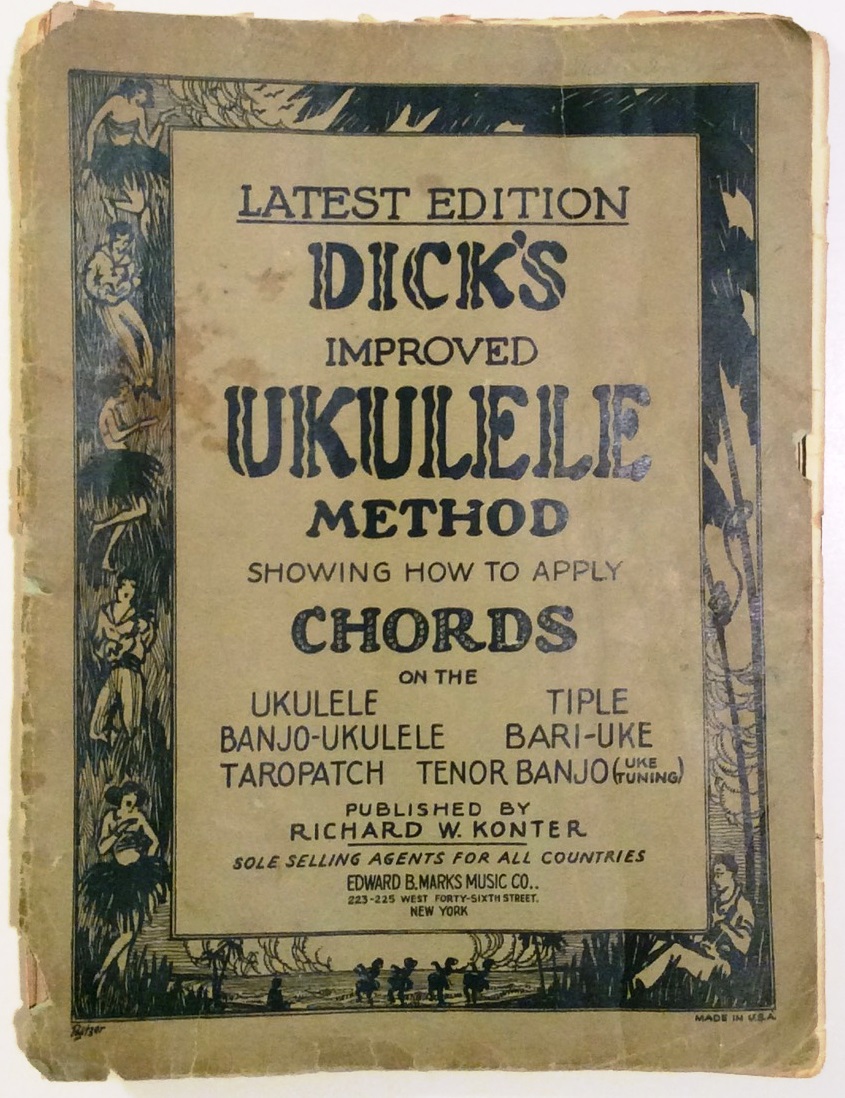 LATEST EDITION
DICK'S
IMPROVED
UKULELE
METHOD
SHOWING HOW TO APPLY
CHORDS
ON THE
UKULELE TIPLE
BANJO-UKULELE BARI-UKE
TAROPATCH TENOR BANJO (UKE TUNING)
PUBLISHED BY
RICHARD W. KONTER
SOLE SELLING AGENTS FOR ALL COUNTRIES
EDWARD B. MARKS MUSIC CO..
223-225 WEST FORTY-SIXTH STREET.
NEW YORK
MADE IN U.S.A.